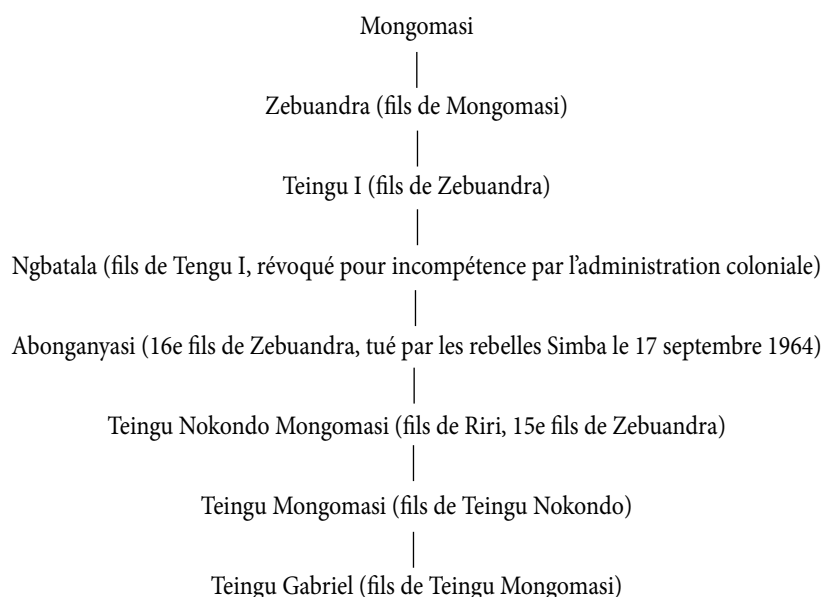 Mongomasi
Zebuandra (fils de Mongomasi)
Teingu I (fils de Zebuandra)
Ngbatala (fils de Tengu I, révoqué pour incompétence par l'administration coloniale)
Abonganyasi (16e fils de Zebuandra, tué par les rebelles Simba le 17 septembre 1964)
Teingu Nokondo Mongomasi (fils de Riri, 15e fils de Zebuandra)
Teingu Mongomasi (fils de Teingu Nokondo)
Teingu Gabriel (fils de Teingu Mongomasi)